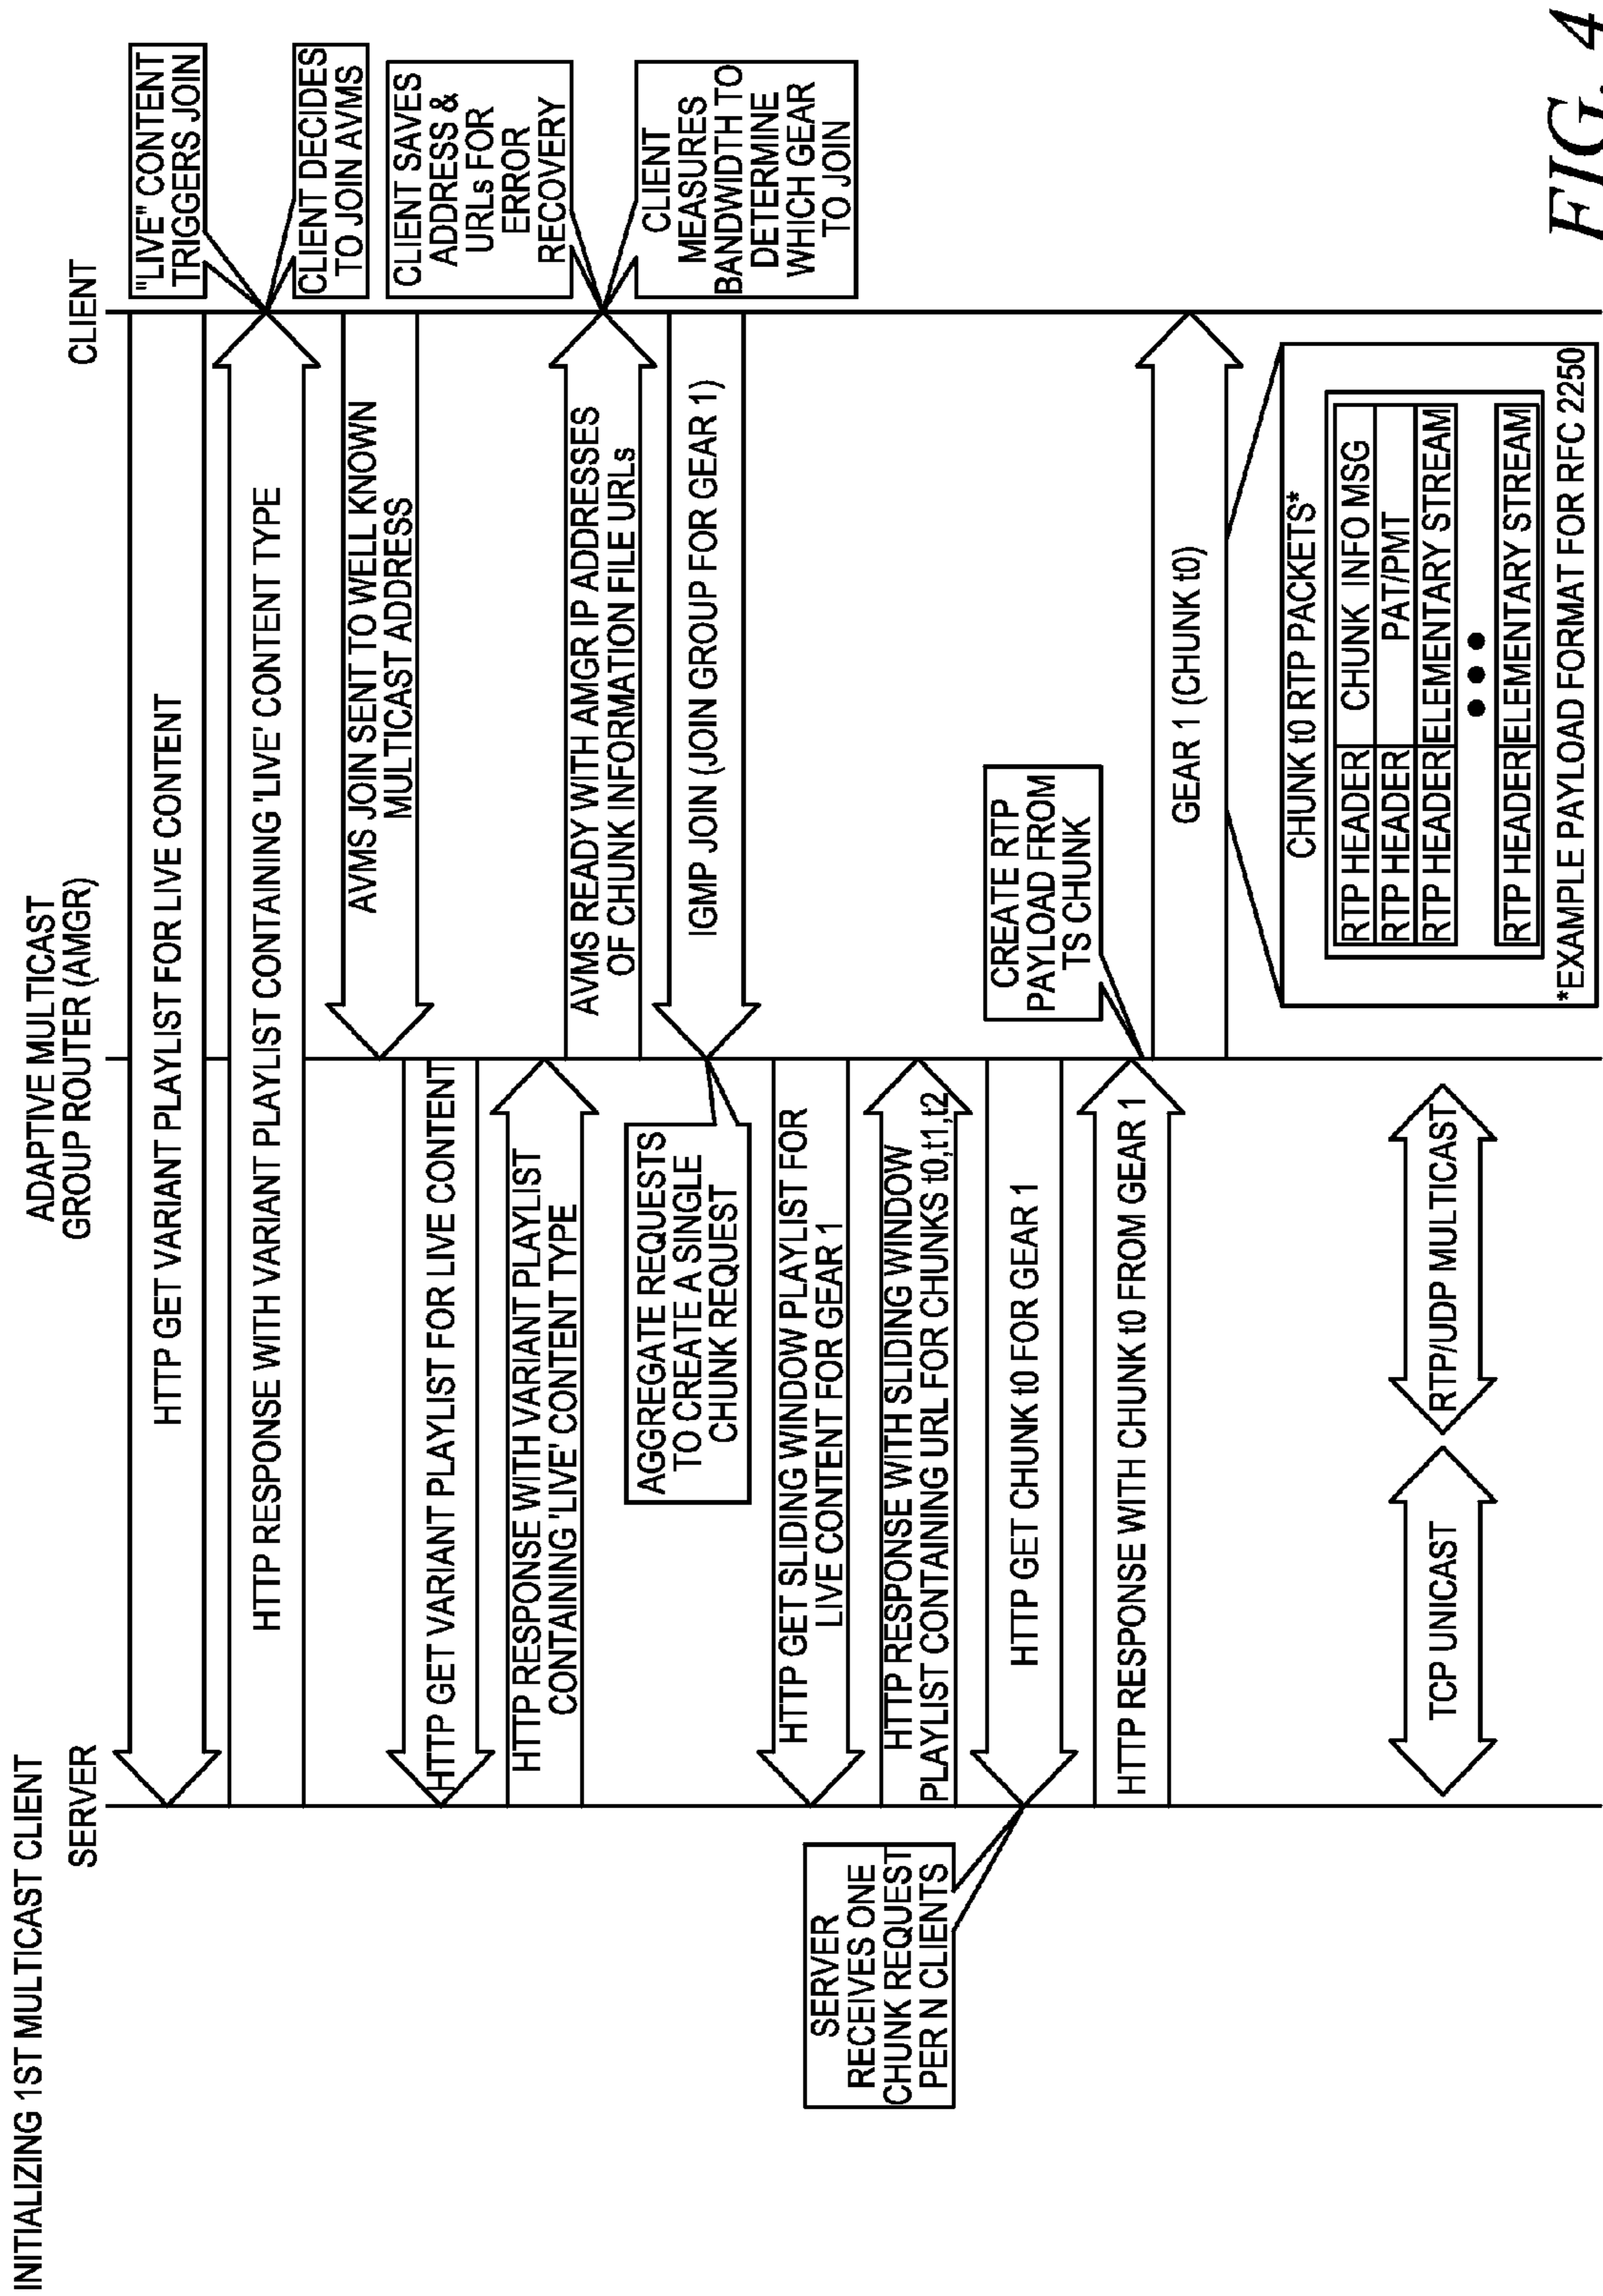 INITIALIZING 1ST MULTICAST CLIENT
SERVER
ADAPTIVE MULTICAST
GROUP ROUTER (AMGR)
CLIENT
HTTP GET VARIANT PLAYLIST FOR LIVE CONTENT
"LIVE" CONTENT
TRIGGERS JOIN
HTTP RESPONSE WITH VARIANT PLAYLIST CONTAINING 'LIVE' CONTENT TYPE
CLIENT DECIDES
TO JOIN AVMS
AVMS JOIN SENT TO WELL KNOWN
MULTICAST ADDRESS
HTTP GET VARIANT PLAYLIST FOR LIVE CONTENT
CLIENT SAVES
ADDRESS &
URLs FOR
ERROR
RECOVERY
HTTP RESPONSE WITH VARIANT PLAYLIST
CONTAINING 'LIVE' CONTENT TYPE
AVMS READY WITH AMGR IP ADDRESSES
OF CHUNK INFORMATION FILE URLs
CLIENT
MEASURES
BANDWIDTH TO
DETERMINE
WHICH GEAR
TO JOIN
AGGREGATE REQUESTS
TO CREATE A SINGLE
CHUNK REQUEST
IGMP JOIN (JOIN GROUP FOR GEAR 1)
HTTP GET SLIDING WINDOW PLAYLIST FOR
LIVE CONTENT FOR GEAR 1
SERVER
RECEIVES ONE
CHUNK REQUEST
PER N CLIENTS
HTTP RESPONSE WITH SLIDING WINDOW
PLAYLIST CONTAINING URL FOR CHUNKS t0,t1,t2
HTTP GET CHUNK t0 FOR GEAR 1
CREATE RTP
PAYLOAD FROM
TS CHUNK
HTTP RESPONSE WITH CHUNK t0 FROM GEAR 1
GEAR 1 (CHUNK t0)
CHUNK t0 RTP PACKETS*
RTP HEADER CHUNK INFO MSG
RTP HEADER PAT/PMT
RTP HEADER ELEMENTARY STREAM
● ● ●
RTP HEADER ELEMENTARY STREAM
*EXAMPLE PAYLOAD FORMAT FOR RFC 2250
TCP UNICAST
RTP/UDP MULTICAST
FIG. 4